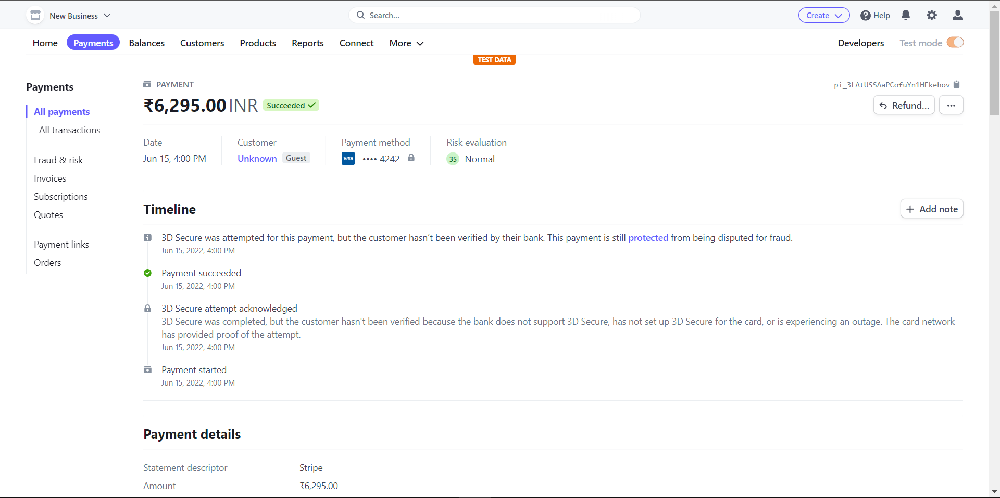 New Business
Search...
Create
Help
Home Payments Balances Customers Products Reports Connect More
Developers Test mode
TEST DATA
Payments
All payments
All transactions
Fraud & risk
Invoices
Subscriptions
Quotes
Payment links
Orders
PAYMENT
pi_3LAtUSSAaPCofuYn1HFkehov
₹6,295.00 INR Succeeded
Refund...
Date
Jun 15, 4:00 PM
Customer
Unknown Guest
Payment method
VISA •••• 4242
Risk evaluation
35 Normal
Timeline
Add note
3D Secure was attempted for this payment, but the customer hasn’t been verified by their bank. This payment is still protected from being disputed for fraud.
Jun 15, 2022, 4:00 PM
Payment succeeded
Jun 15, 2022, 4:00 PM
3D Secure attempt acknowledged
3D Secure was completed, but the customer hasn't been verified because the bank does not support 3D Secure, has not set up 3D Secure for the card, or is experiencing an outage. The card network
has provided proof of the attempt.
Jun 15, 2022, 4:00 PM
Payment started
Jun 15, 2022, 4:00 PM
Payment details
Statement descriptor Stripe
Amount ₹6,295.00